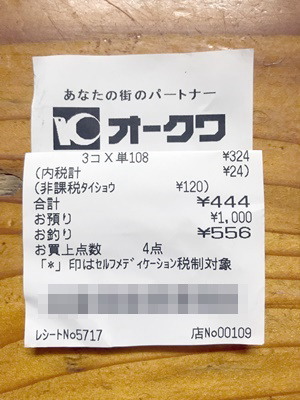 あなたの街のパートナー
オークワ
3コX単108 ¥324
(内税計 ¥24)
(非課税ﾀｲｼｮｳ ¥120)
合計 ¥444
お預り ¥1,000
お釣り ¥556
お買上点数 4点
「*」印はｾﾙﾌﾒﾃﾞｨｹｰｼｮﾝ税制対象
ﾚｼｰﾄNo5717 店No00109